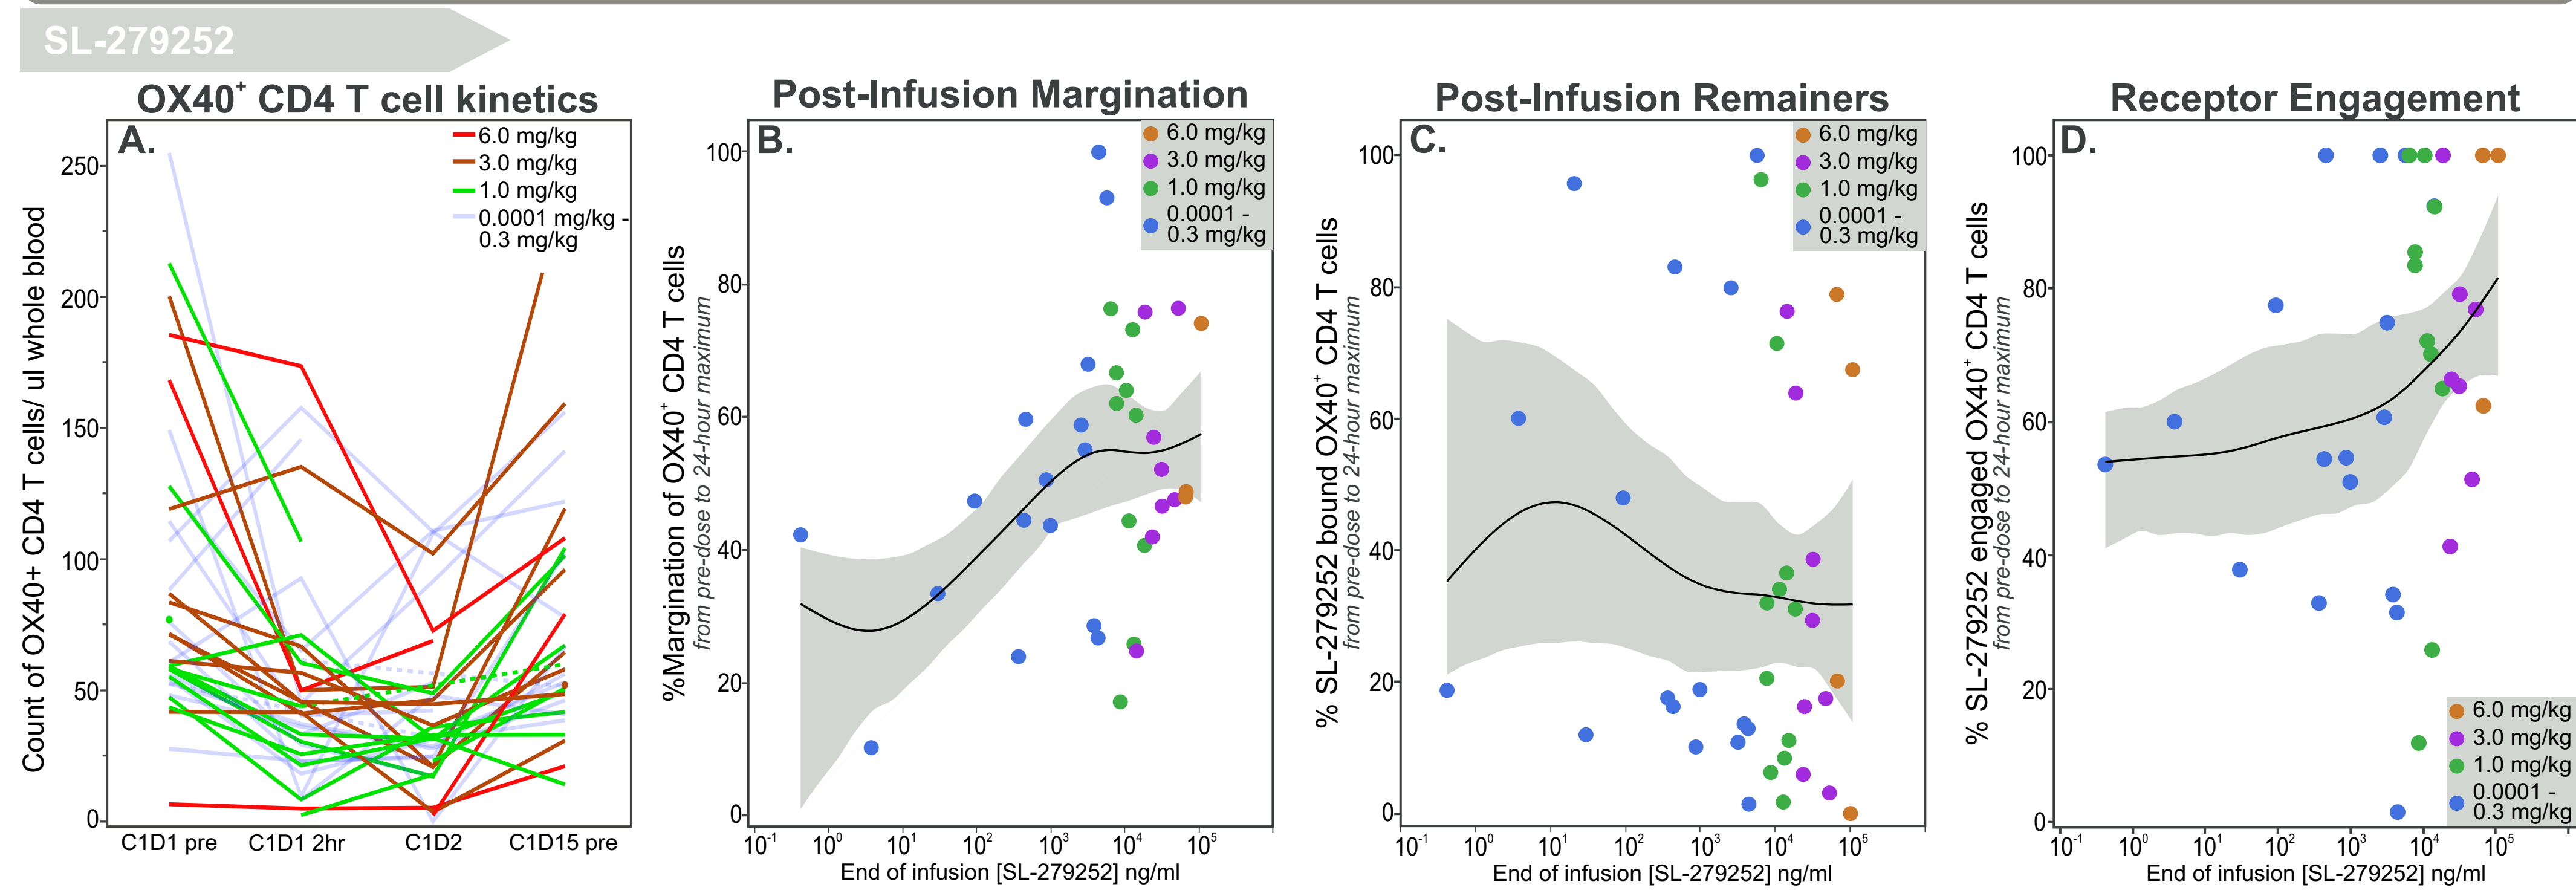 SL-279252
OX40⁺ CD4 T cell kinetics
A.
6.0 mg/kg
3.0 mg/kg
1.0 mg/kg
0.0001 mg/kg -
0.3 mg/kg
Count of OX40+ CD4 T cells/ ul whole blood
250
200
150
100
50
0
C1D1 pre
C1D1 2hr
C1D2
C1D15 pre
Post-Infusion Margination
B.
6.0 mg/kg
3.0 mg/kg
1.0 mg/kg
0.0001 -
0.3 mg/kg
%Margination of OX40⁺ CD4 T cells
from pre-dose to 24-hour maximum
100
80
60
40
20
0
10⁻¹
10⁰
10¹
10²
10³
10⁴
10⁵
End of infusion [SL-279252] ng/ml
Post-Infusion Remainers
C.
6.0 mg/kg
3.0 mg/kg
1.0 mg/kg
0.0001 -
0.3 mg/kg
% SL-279252 bound OX40⁺ CD4 T cells
from pre-dose to 24-hour maximum
100
80
60
40
20
0
10⁻¹
10⁰
10¹
10²
10³
10⁴
10⁵
End of infusion [SL-279252] ng/ml
Receptor Engagement
D.
% SL-279252 engaged OX40⁺ CD4 T cells
from pre-dose to 24-hour maximum
100
80
60
40
20
0
6.0 mg/kg
3.0 mg/kg
1.0 mg/kg
0.0001 -
0.3 mg/kg
10⁻¹
10⁰
10¹
10²
10³
10⁴
10⁵
End of infusion [SL-279252] ng/ml